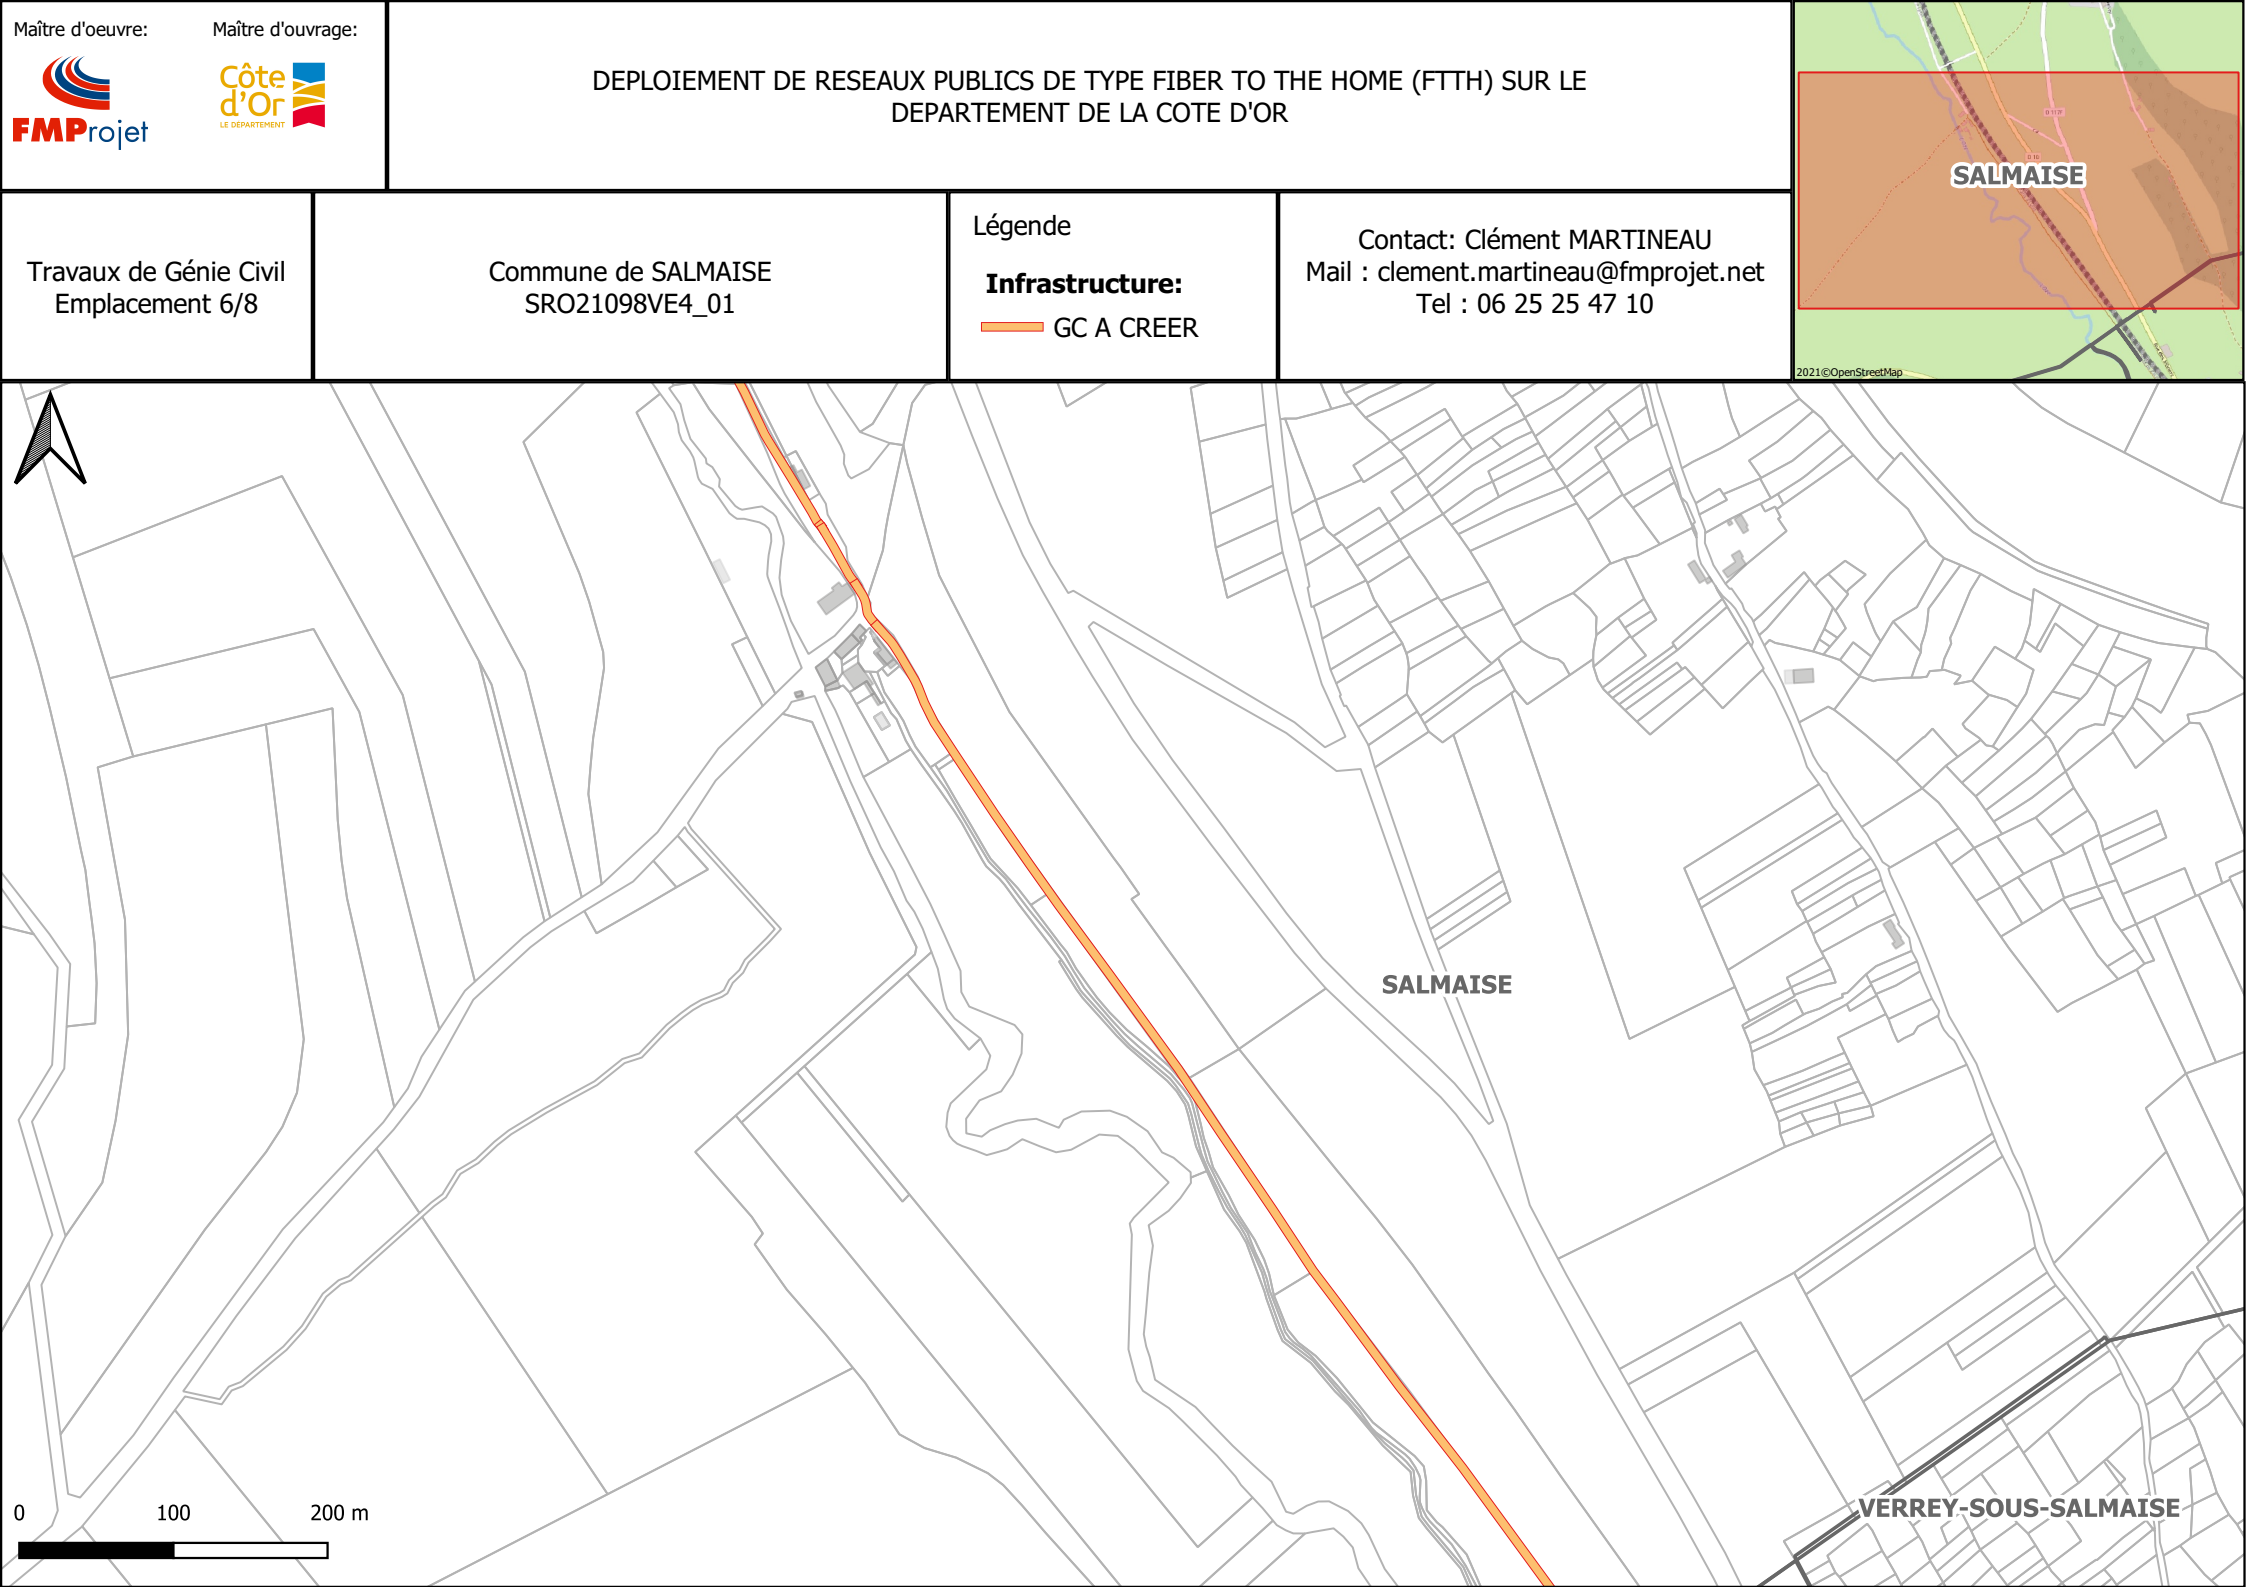 Maître d'oeuvre:
Maître d'ouvrage:
FMProjet
Côte
d'Or
LE DÉPARTEMENT
DEPLOIEMENT DE RESEAUX PUBLICS DE TYPE FIBER TO THE HOME (FTTH) SUR LE
DEPARTEMENT DE LA COTE D'OR
D 117F
D 10
SALMAISE
2021©OpenStreetMap
Travaux de Génie Civil
Emplacement 6/8
Commune de SALMAISE
SRO21098VE4_01
Légende
Infrastructure:
GC A CREER
Contact: Clément MARTINEAU
Mail : clement.martineau@fmprojet.net
Tel : 06 25 25 47 10
SALMAISE
VERREY-SOUS-SALMAISE
0 100 200 m